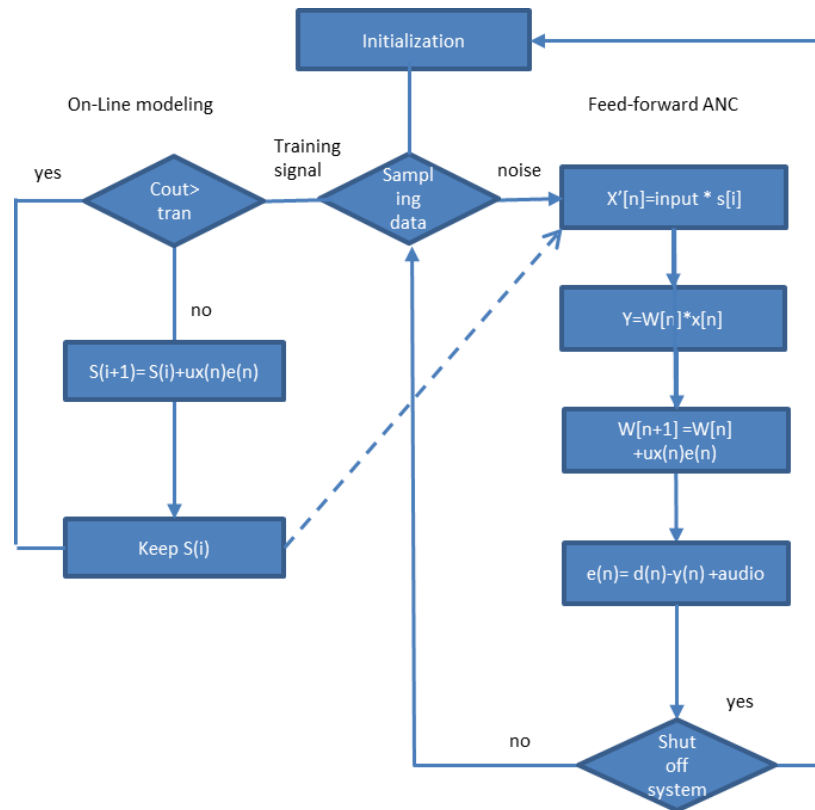 Initialization
On-Line modeling
Feed-forward ANC
Training
signal
yes
noise
Cout>
tran
Sampl
ing
data
X’[n]=input * s[i]
no
Y=W[n]*x[n]
S(i+1)= S(i)+ux(n)e(n)
W[n+1] =W[n]
+ux(n)e(n)
Keep S(i)
e(n)= d(n)-y(n) +audio
yes
no
Shut
off
system